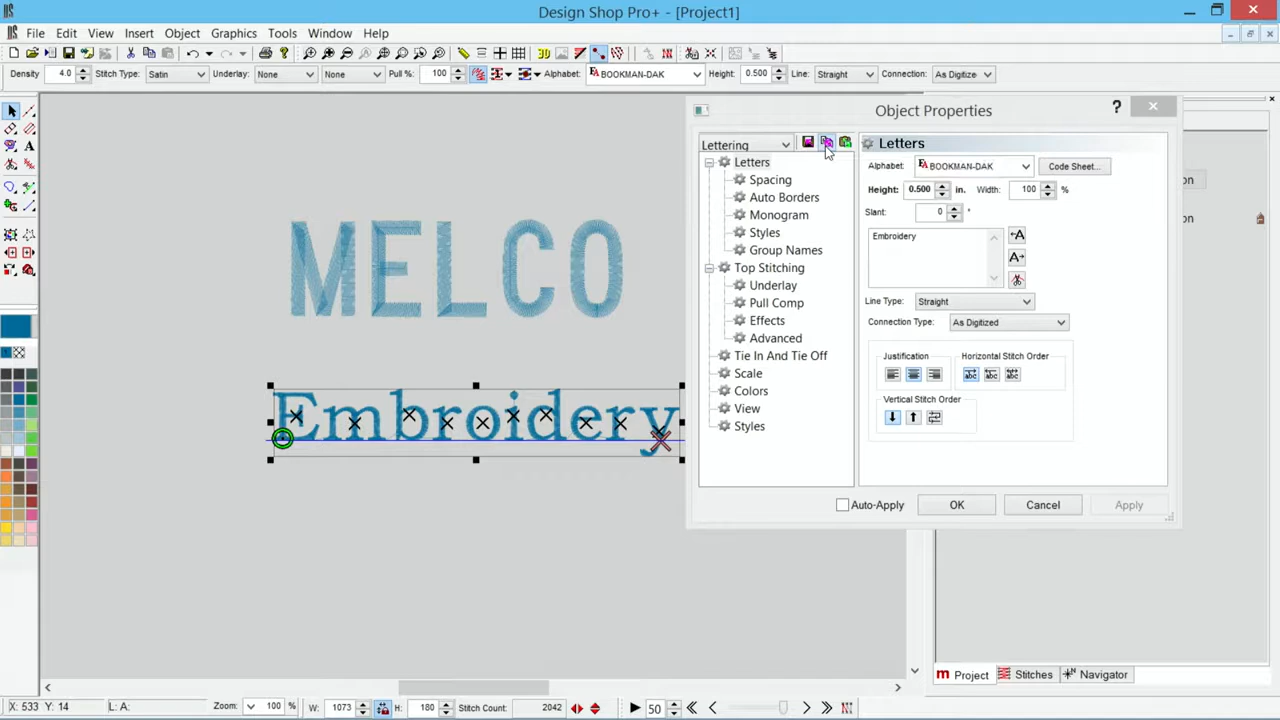 Design Shop Pro+ - [Project1]
File Edit View Insert Object Graphics Tools Window Help
3D
Density 4.0 Stitch Type: Satin Underlay: None None Pull % 100 Alphabet: BOOKMAN-DAK Height: 0.500 Line: Straight Connection: As Digitize
Object Properties
?
Lettering
Letters
Spacing
Auto Borders
Monogram
Styles
Group Names
Top Stitching
Underlay
Pull Comp
Effects
Advanced
Tie In And Tie Off
Scale
Colors
View
Styles
Letters
Alphabet: BOOKMAN-DAK Code Sheet...
Height: 0.500 in. Width: 100 %
Slant: 0 °
Embroidery
Line Type: Straight
Connection Type: As Digitized
Justification Horizontal Stitch Order
Vertical Stitch Order
Auto-Apply OK Cancel Apply
MELCO
Embroidery
on
on
Project Stitches Navigator
X: 533 Y: 14 L: A: Zoom: 100 % W: 1073 H: 180 Stitch Count: 2042 50